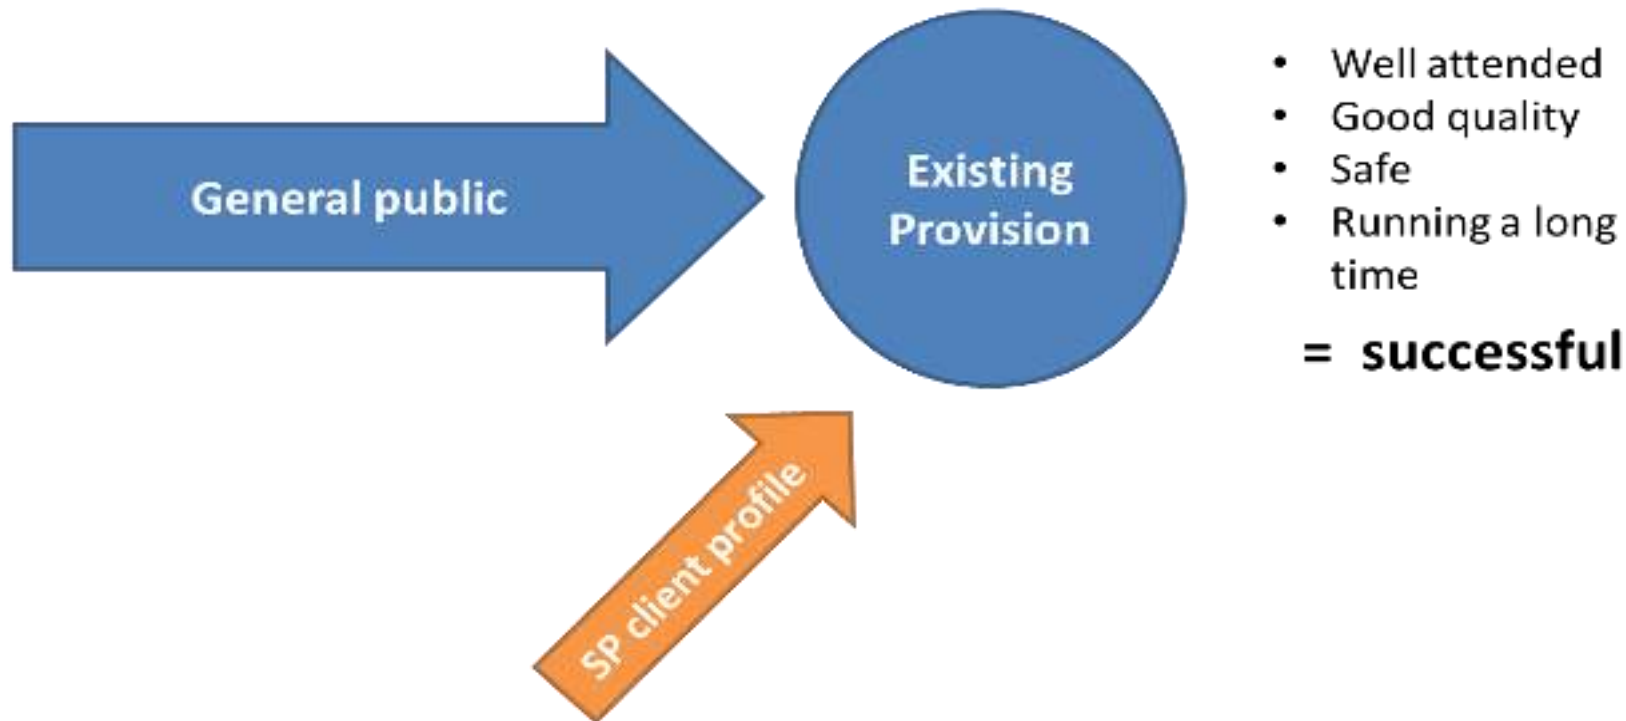 General public
Existing
Provision
• Well attended
• Good quality
• Safe
• Running a long
time
= successful
SP client profile